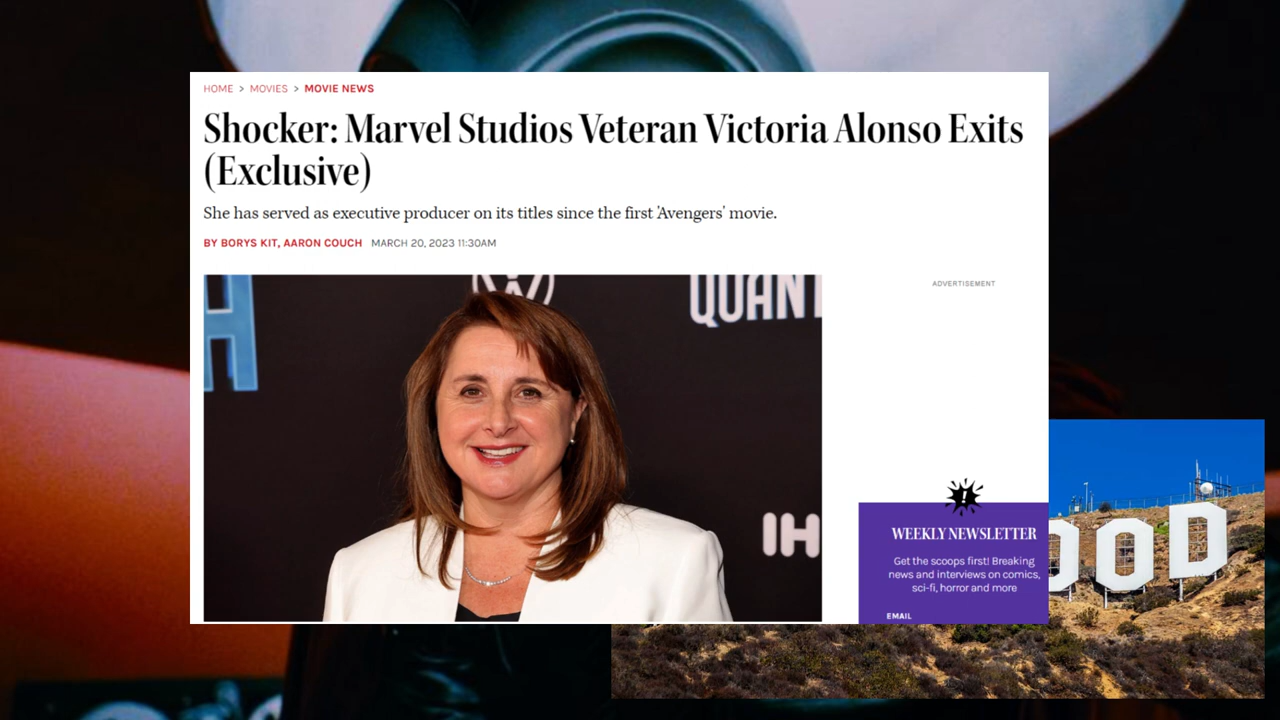 HOME > MOVIES > MOVIE NEWS
Shocker: Marvel Studios Veteran Victoria Alonso Exits
(Exclusive)
She has served as executive producer on its titles since the first 'Avengers' movie.
BY BORYS KIT, AARON COUCH MARCH 20, 2023 11:30AM
ADVERTISEMENT
H
QUANT
IH
!
WEEKLY NEWSLETTER
Get the scoops first! Breaking
news and interviews on comics,
sci-fi, horror and more
EMAIL
OOD